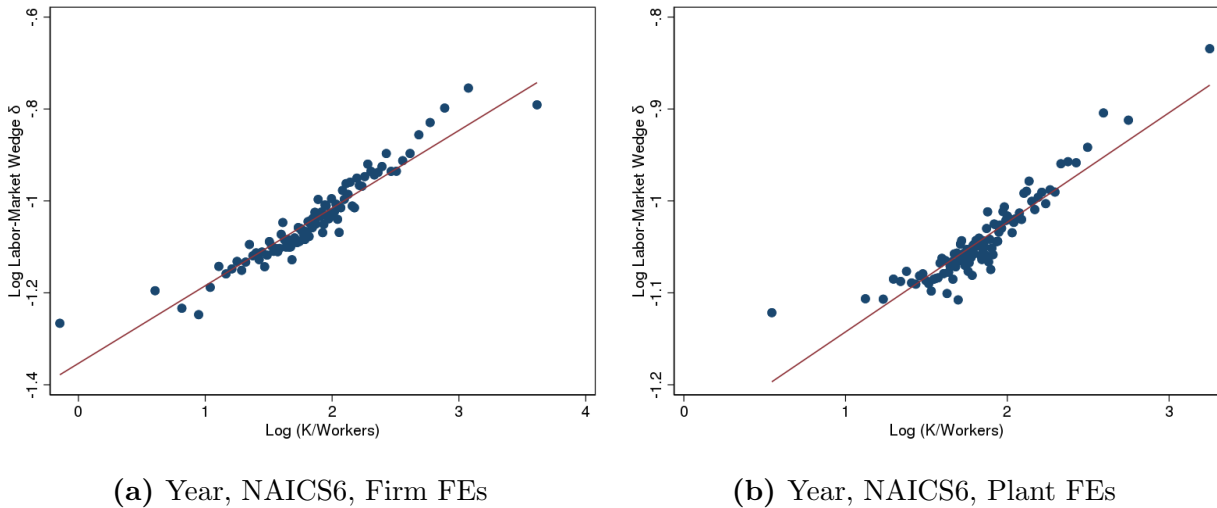 -.6
-.8
-1
-1.2
-1.4
Log Labor-Market Wedge δ
0 1 2 3 4
Log (K/Workers)
(a) Year, NAICS6, Firm FEs
-.8
-.9
-1
-1.1
-1.2
Log Labor-Market Wedge δ
0 1 2 3
Log (K/Workers)
(b) Year, NAICS6, Plant FEs